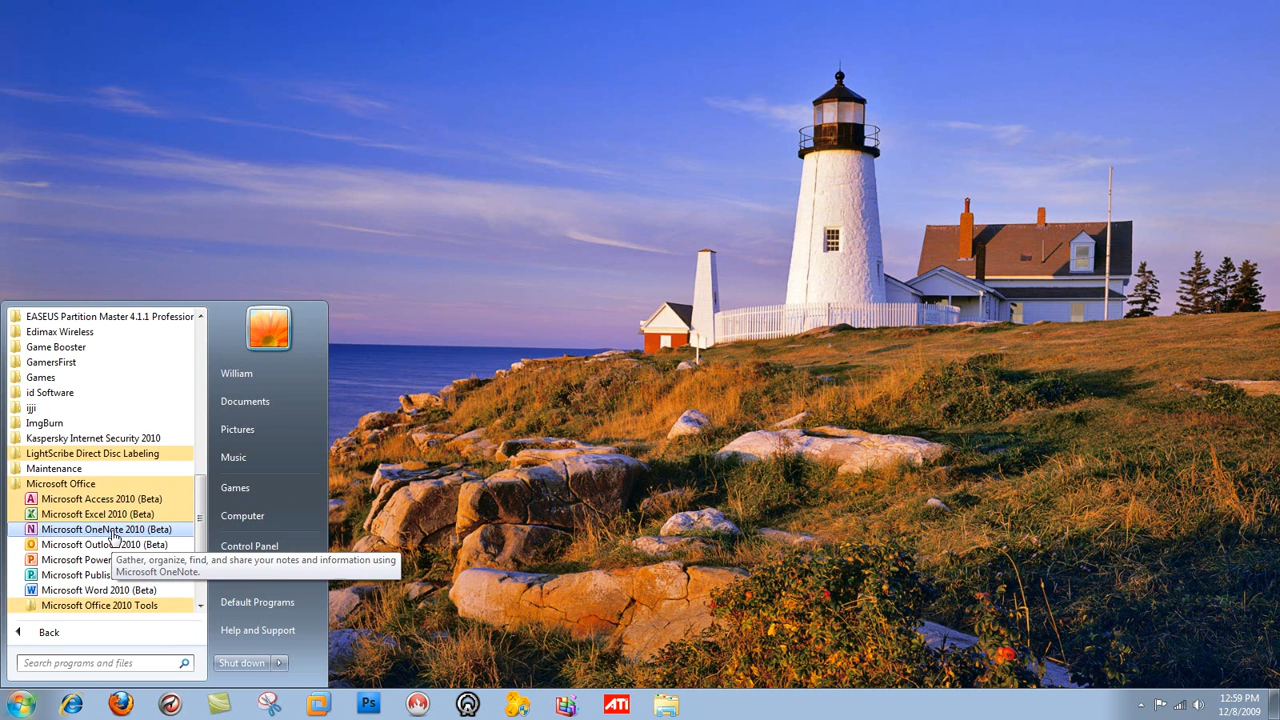 EASEUS Partition Master 4.1.1 Profession
Edimax Wireless
Game Booster
GamersFirst
Games
id Software
ijji
ImgBurn
Kaspersky Internet Security 2010
LightScribe Direct Disc Labeling
Maintenance
Microsoft Office
Microsoft Access 2010 (Beta)
Microsoft Excel 2010 (Beta)
Microsoft OneNote 2010 (Beta)
Microsoft Outlook 2010 (Beta)
Microsoft Power
Microsoft Publis
Microsoft Word 2010 (Beta)
Microsoft Office 2010 Tools
Back
Search programs and files
William
Documents
Pictures
Music
Games
Computer
Control Panel
Gather, organize, find, and share your notes and information using
Microsoft OneNote.
Default Programs
Help and Support
Shut down
Ps
ATI
12:59 PM
12/8/2009